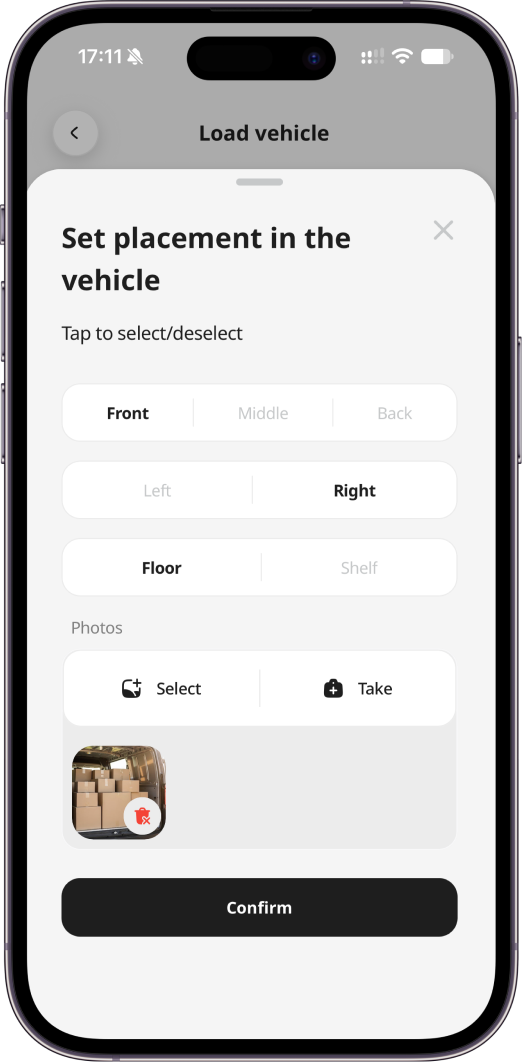 17:11
Load vehicle
Set placement in the
vehicle
Tap to select/deselect
Front Middle Back
Left Right
Floor Shelf
Photos
Select Take
Confirm